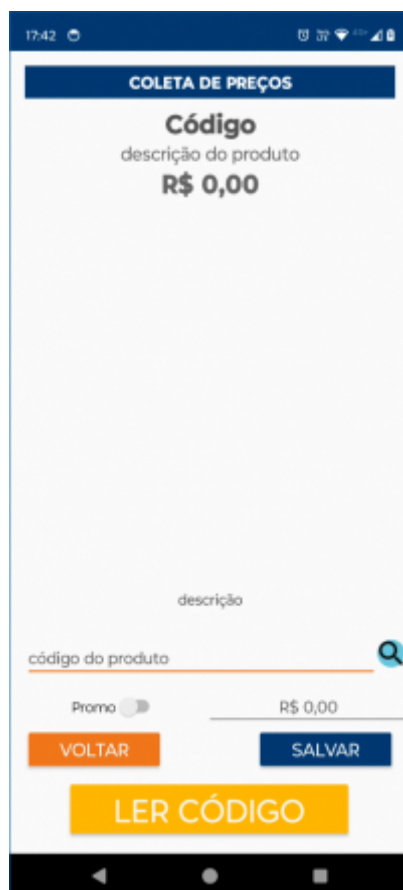 17:42
COLETA DE PREÇOS
Código
descrição do produto
R$ 0,00
descrição
código do produto
Promo R$ 0,00
VOLTAR SALVAR
LER CÓDIGO